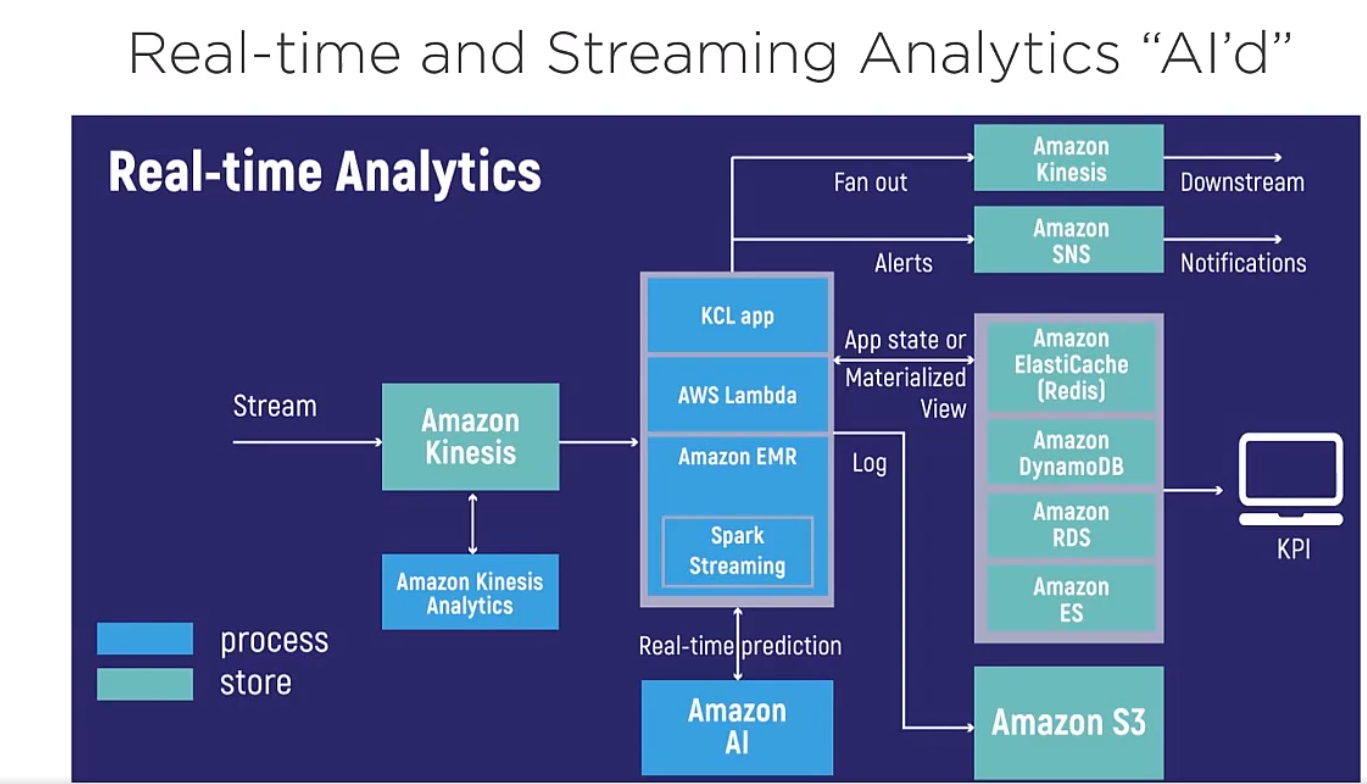 Real-time and Streaming Analytics “AI’d”
Real-time Analytics
Amazon
Kinesis
Fan out
Downstream
Amazon
SNS
Alerts
Notifications
KCL app
AWS Lambda
Amazon EMR
Spark
Streaming
App state or
Materialized
View
Log
Amazon
ElastiCache
(Redis)
Amazon
DynamoDB
Amazon
RDS
Amazon
ES
KPI
Stream
Amazon
Kinesis
Amazon Kinesis
Analytics
process
store
Real-time prediction
Amazon
AI
Amazon S3